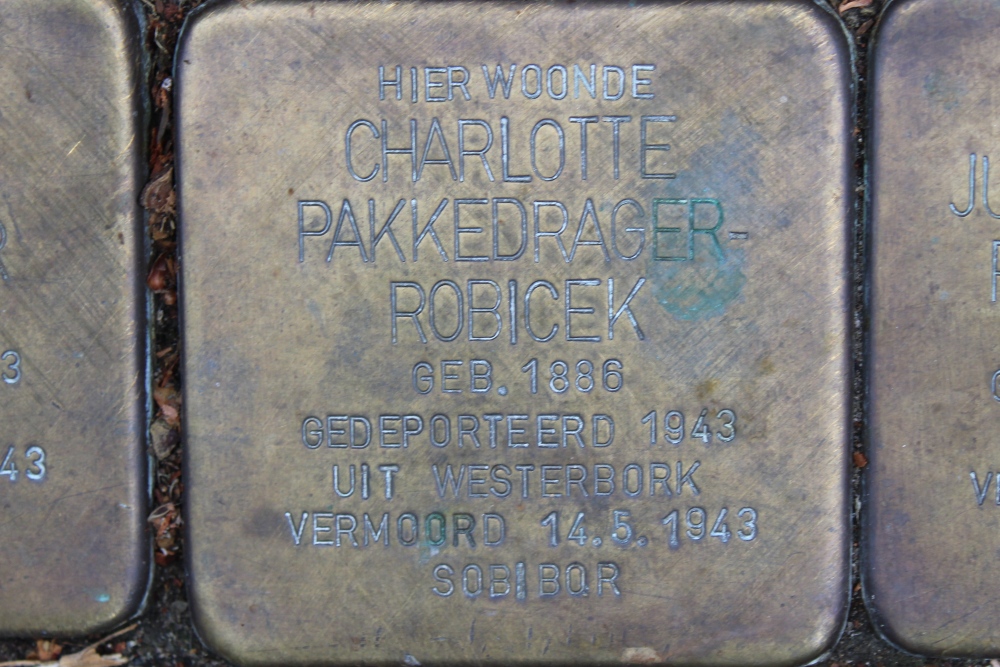 HIER WOONDE
CHARLOTTE
PAKKEDRAGER-
ROBICEK
GEB. 1886
GEDEPORTEERD 1943
UIT WESTERBORK
VERMOORD 14.5.1943
SOBIBOR